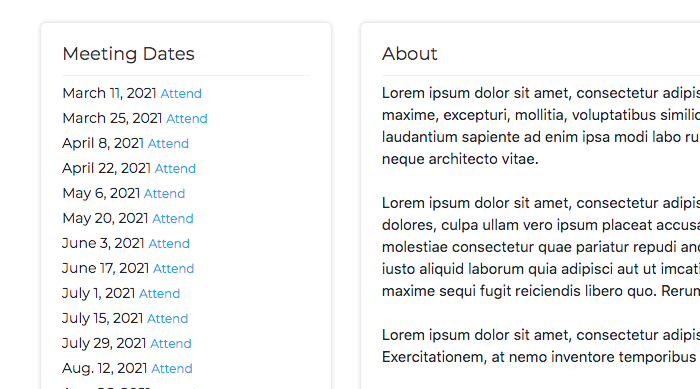 Meeting Dates
March 11, 2021 Attend
March 25, 2021 Attend
April 8, 2021 Attend
April 22, 2021 Attend
May 6, 2021 Attend
May 20, 2021 Attend
June 3, 2021 Attend
June 17, 2021 Attend
July 1, 2021 Attend
July 15, 2021 Attend
July 29, 2021 Attend
Aug. 12, 2021 Attend
About
Lorem ipsum dolor sit amet, consectetur adipis
maxime, excepturi, mollitia, voluptatibus similic
laudantium sapiente ad enim ipsa modi labo ru
neque architecto vitae.
Lorem ipsum dolor sit amet, consectetur adipis
dolores, culpa ullam vero ipsum placeat accusa
molestiae consectetur quae pariatur repudi and
iusto aliquid laborum quia adipisci aut ut imcati
maxime sequi fugit reiciendis libero quo. Rerum
Lorem ipsum dolor sit amet, consectetur adipis
Exercitationem, at nemo inventore temporibus